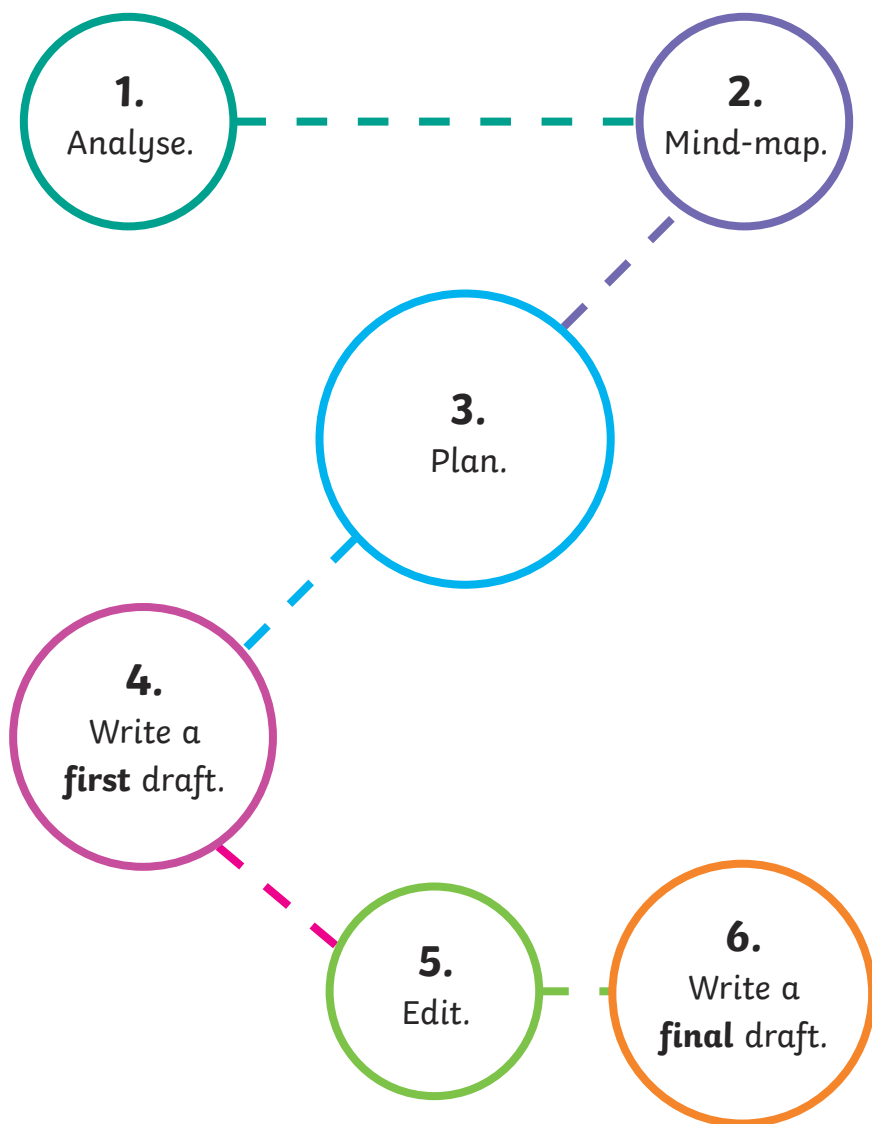 1.
Analyse.
2.
Mind-map.
3.
Plan.
4.
Write a
first draft.
5.
Edit.
6.
Write a
final draft.